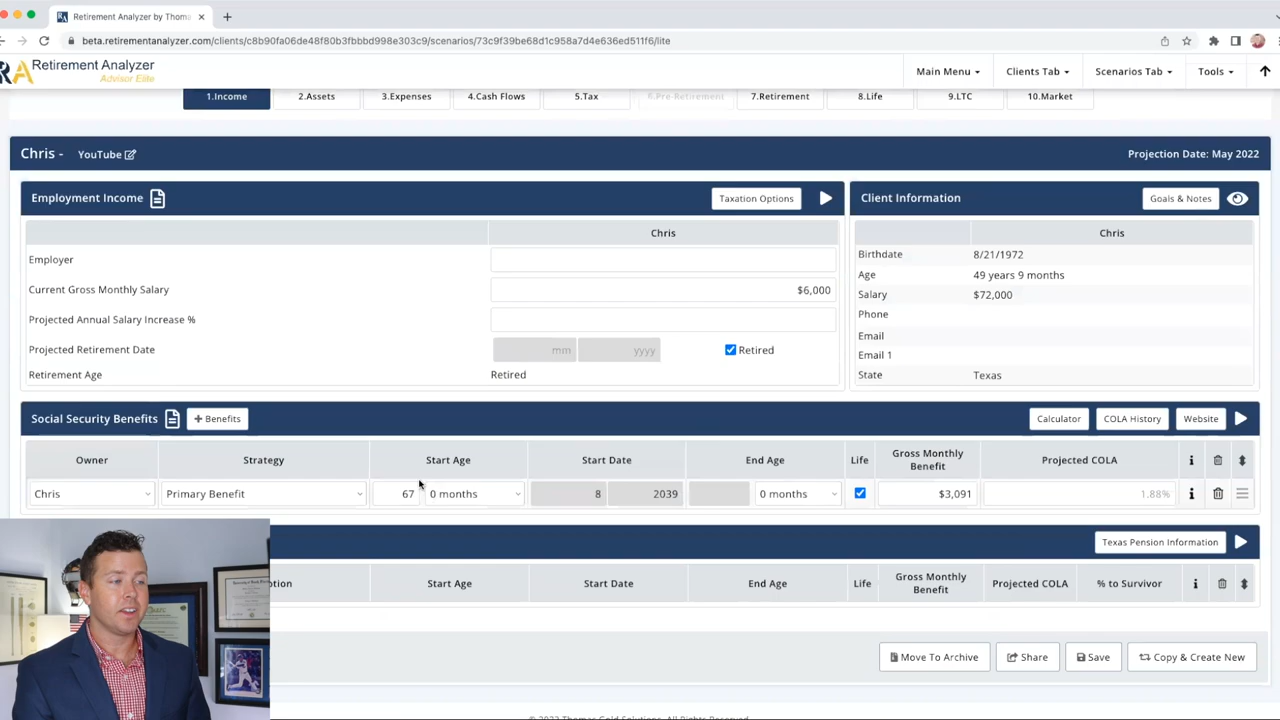 Retirement Analyzer by Thoma
beta.retirementanalyzer.com/clients/c8b90fa06de48f80b3fbbbd998e303c9/scenarios/73c9f39be68d1c958a7d4e636ed511f6/lite
RA Retirement Analyzer
Advisor Elite
Main Menu Clients Tab Scenarios Tab Tools
1.Income 2.Assets 3.Expenses 4.Cash Flows 5.Tax 6.Pre-Retirement 7.Retirement 8.Life 9.LTC 10.Market
Chris - YouTube Projection Date: May 2022
Employment Income Taxation Options
Chris
Employer
Current Gross Monthly Salary $6,000
Projected Annual Salary Increase %
Projected Retirement Date mm yyyy Retired
Retirement Age Retired
Client Information Goals & Notes
Chris
Birthdate 8/21/1972
Age 49 years 9 months
Salary $72,000
Phone
Email
Email 1
State Texas
Social Security Benefits + Benefits Calculator COLA History Website
Owner Strategy Start Age Start Date End Age Life Gross Monthly Benefit Projected COLA
Chris Primary Benefit 67 0 months 8 2039 0 months $3,091 1.88%
Texas Pension Information
Start Age Start Date End Age Life Gross Monthly Benefit Projected COLA % to Survivor
Move To Archive Share Save Copy & Create New